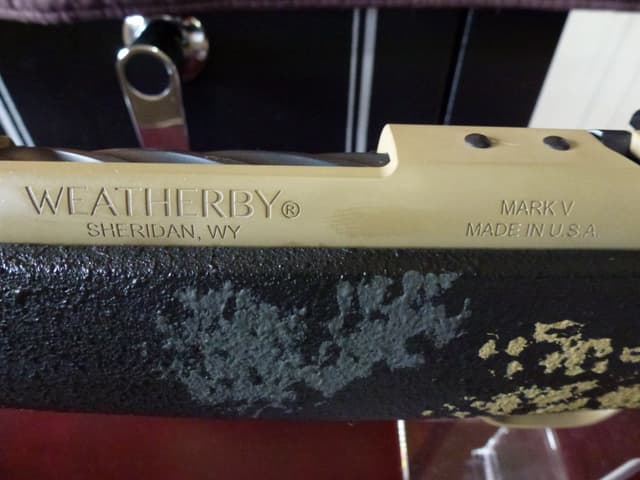 WEATHERBY®
SHERIDAN, WY
MARK V
MADE IN U.S.A.